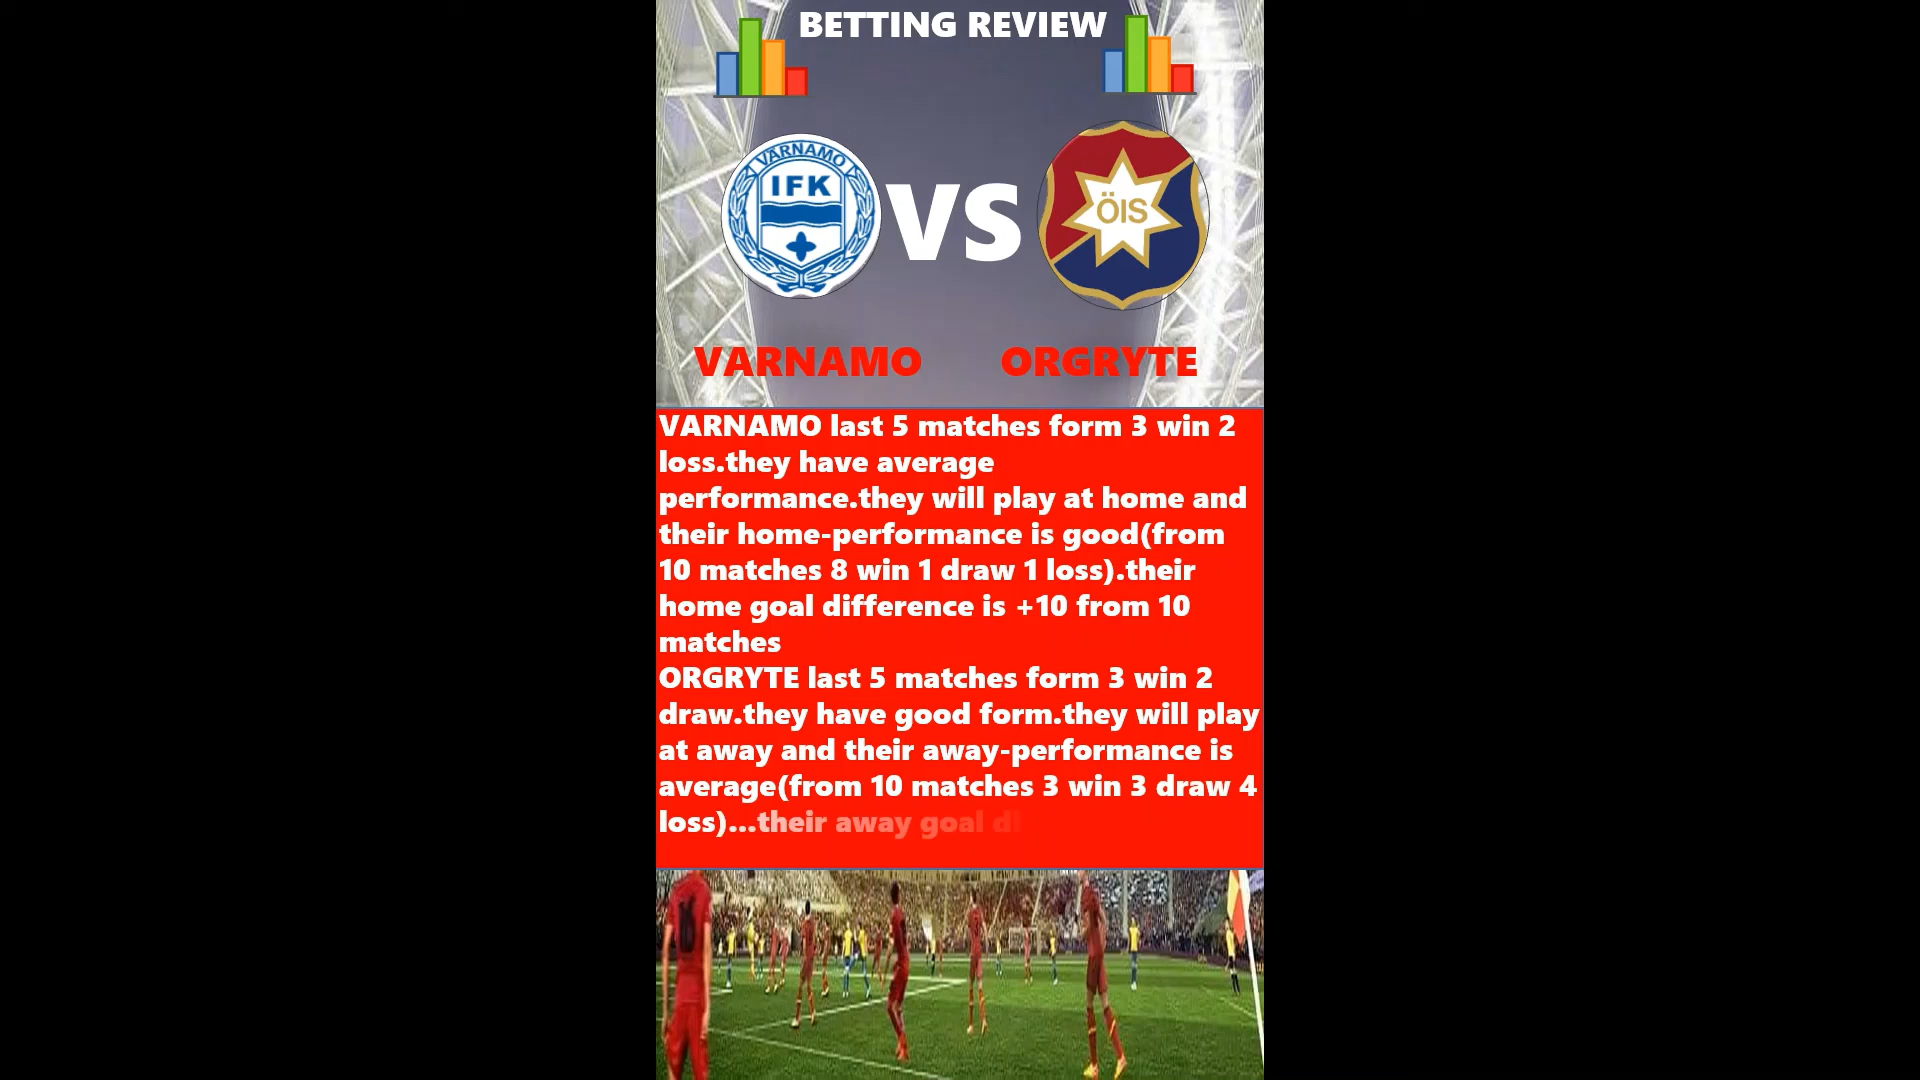 BETTING REVIEW
VÄRNAMO
IFK
VS
ÖIS
VARNAMO ORGRYTE
VARNAMO last 5 matches form 3 win 2
loss.they have average
performance.they will play at home and
their home-performance is good(from
10 matches 8 win 1 draw 1 loss).their
home goal difference is +10 from 10
matches
ORGRYTE last 5 matches form 3 win 2
draw.they have good form.they will play
at away and their away-performance is
average(from 10 matches 3 win 3 draw 4
loss)...their away goal